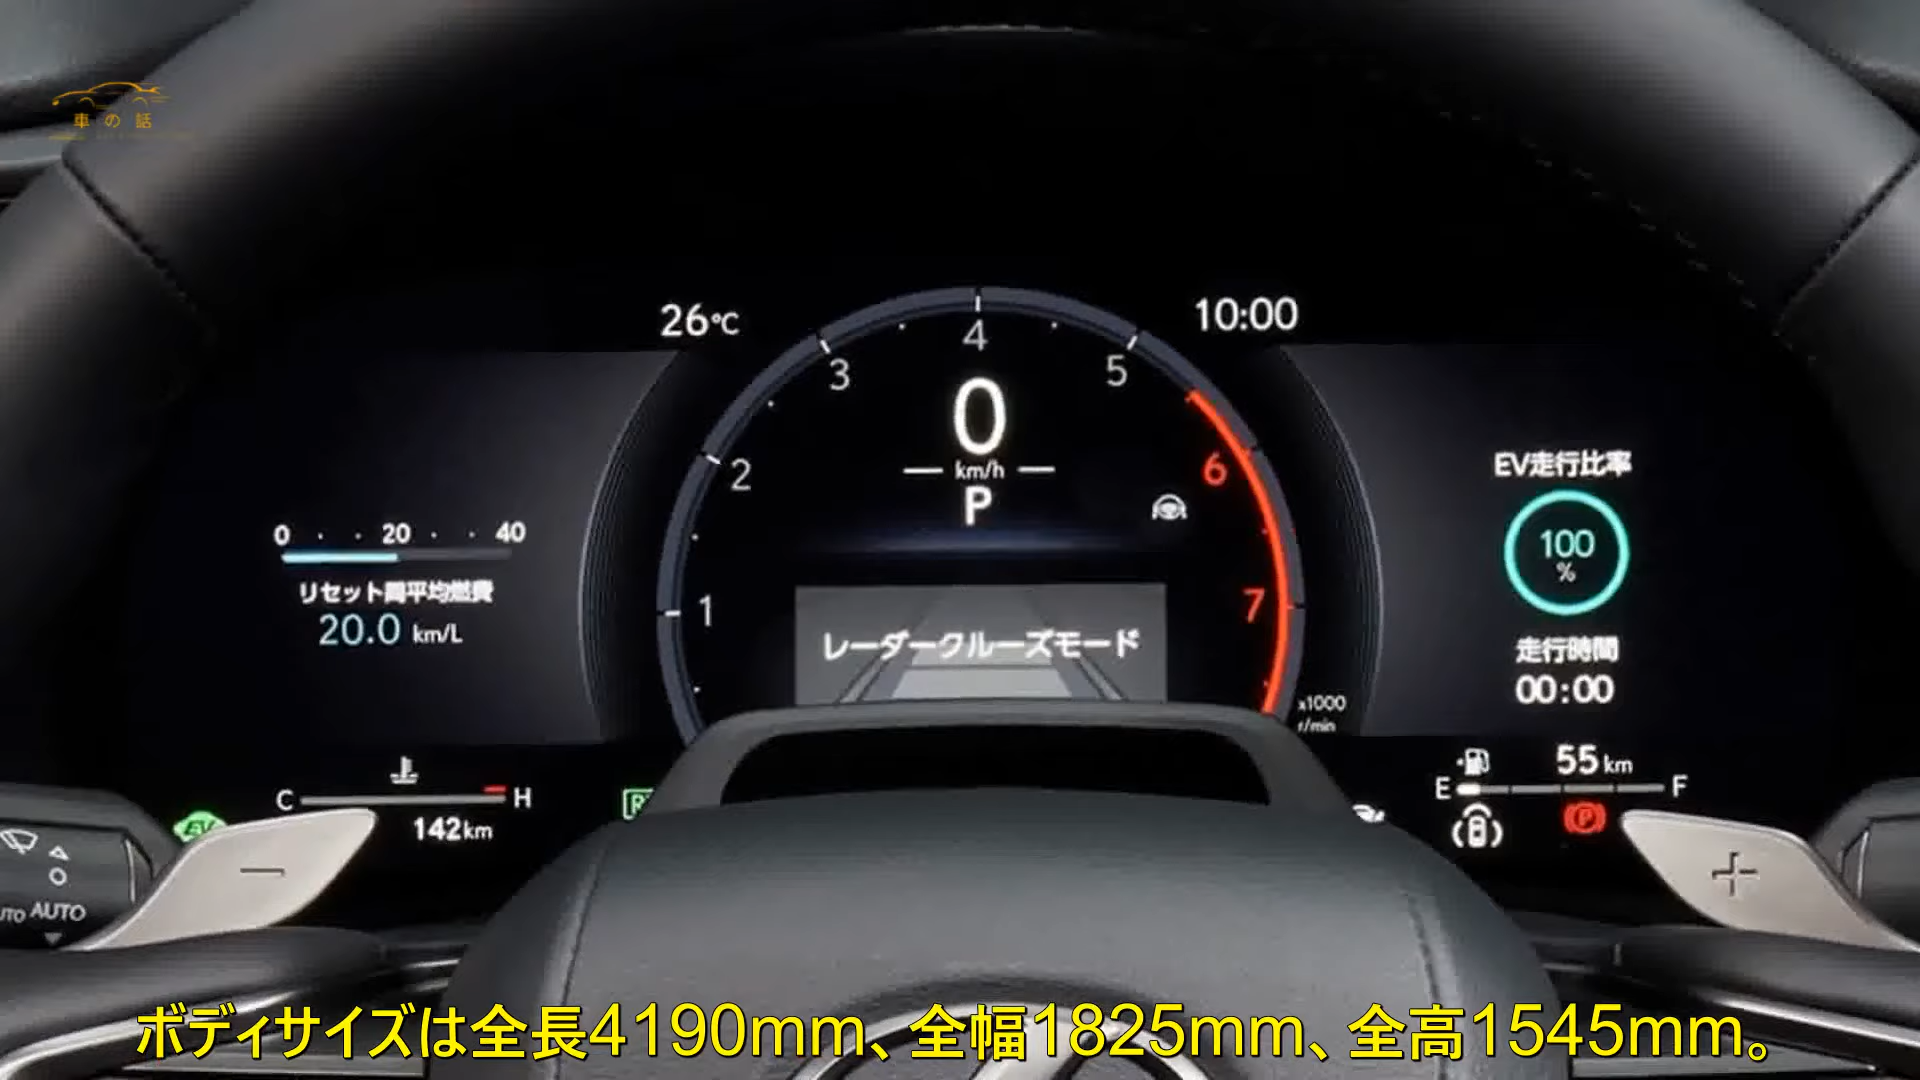 車の話
26℃
10:00
4
3
5
0
km/h
P
2
6
1
7
x1000
r/min
0 20 40
リセット間平均燃費
20.0 km/L
レーダークルーズモード
EV走行比率
100
%
走行時間
00:00
C H
142km
EV
55km
E F
P
AUTO
−
+
ボディサイズは全長4190mm、全幅1825mm、全高1545mm。